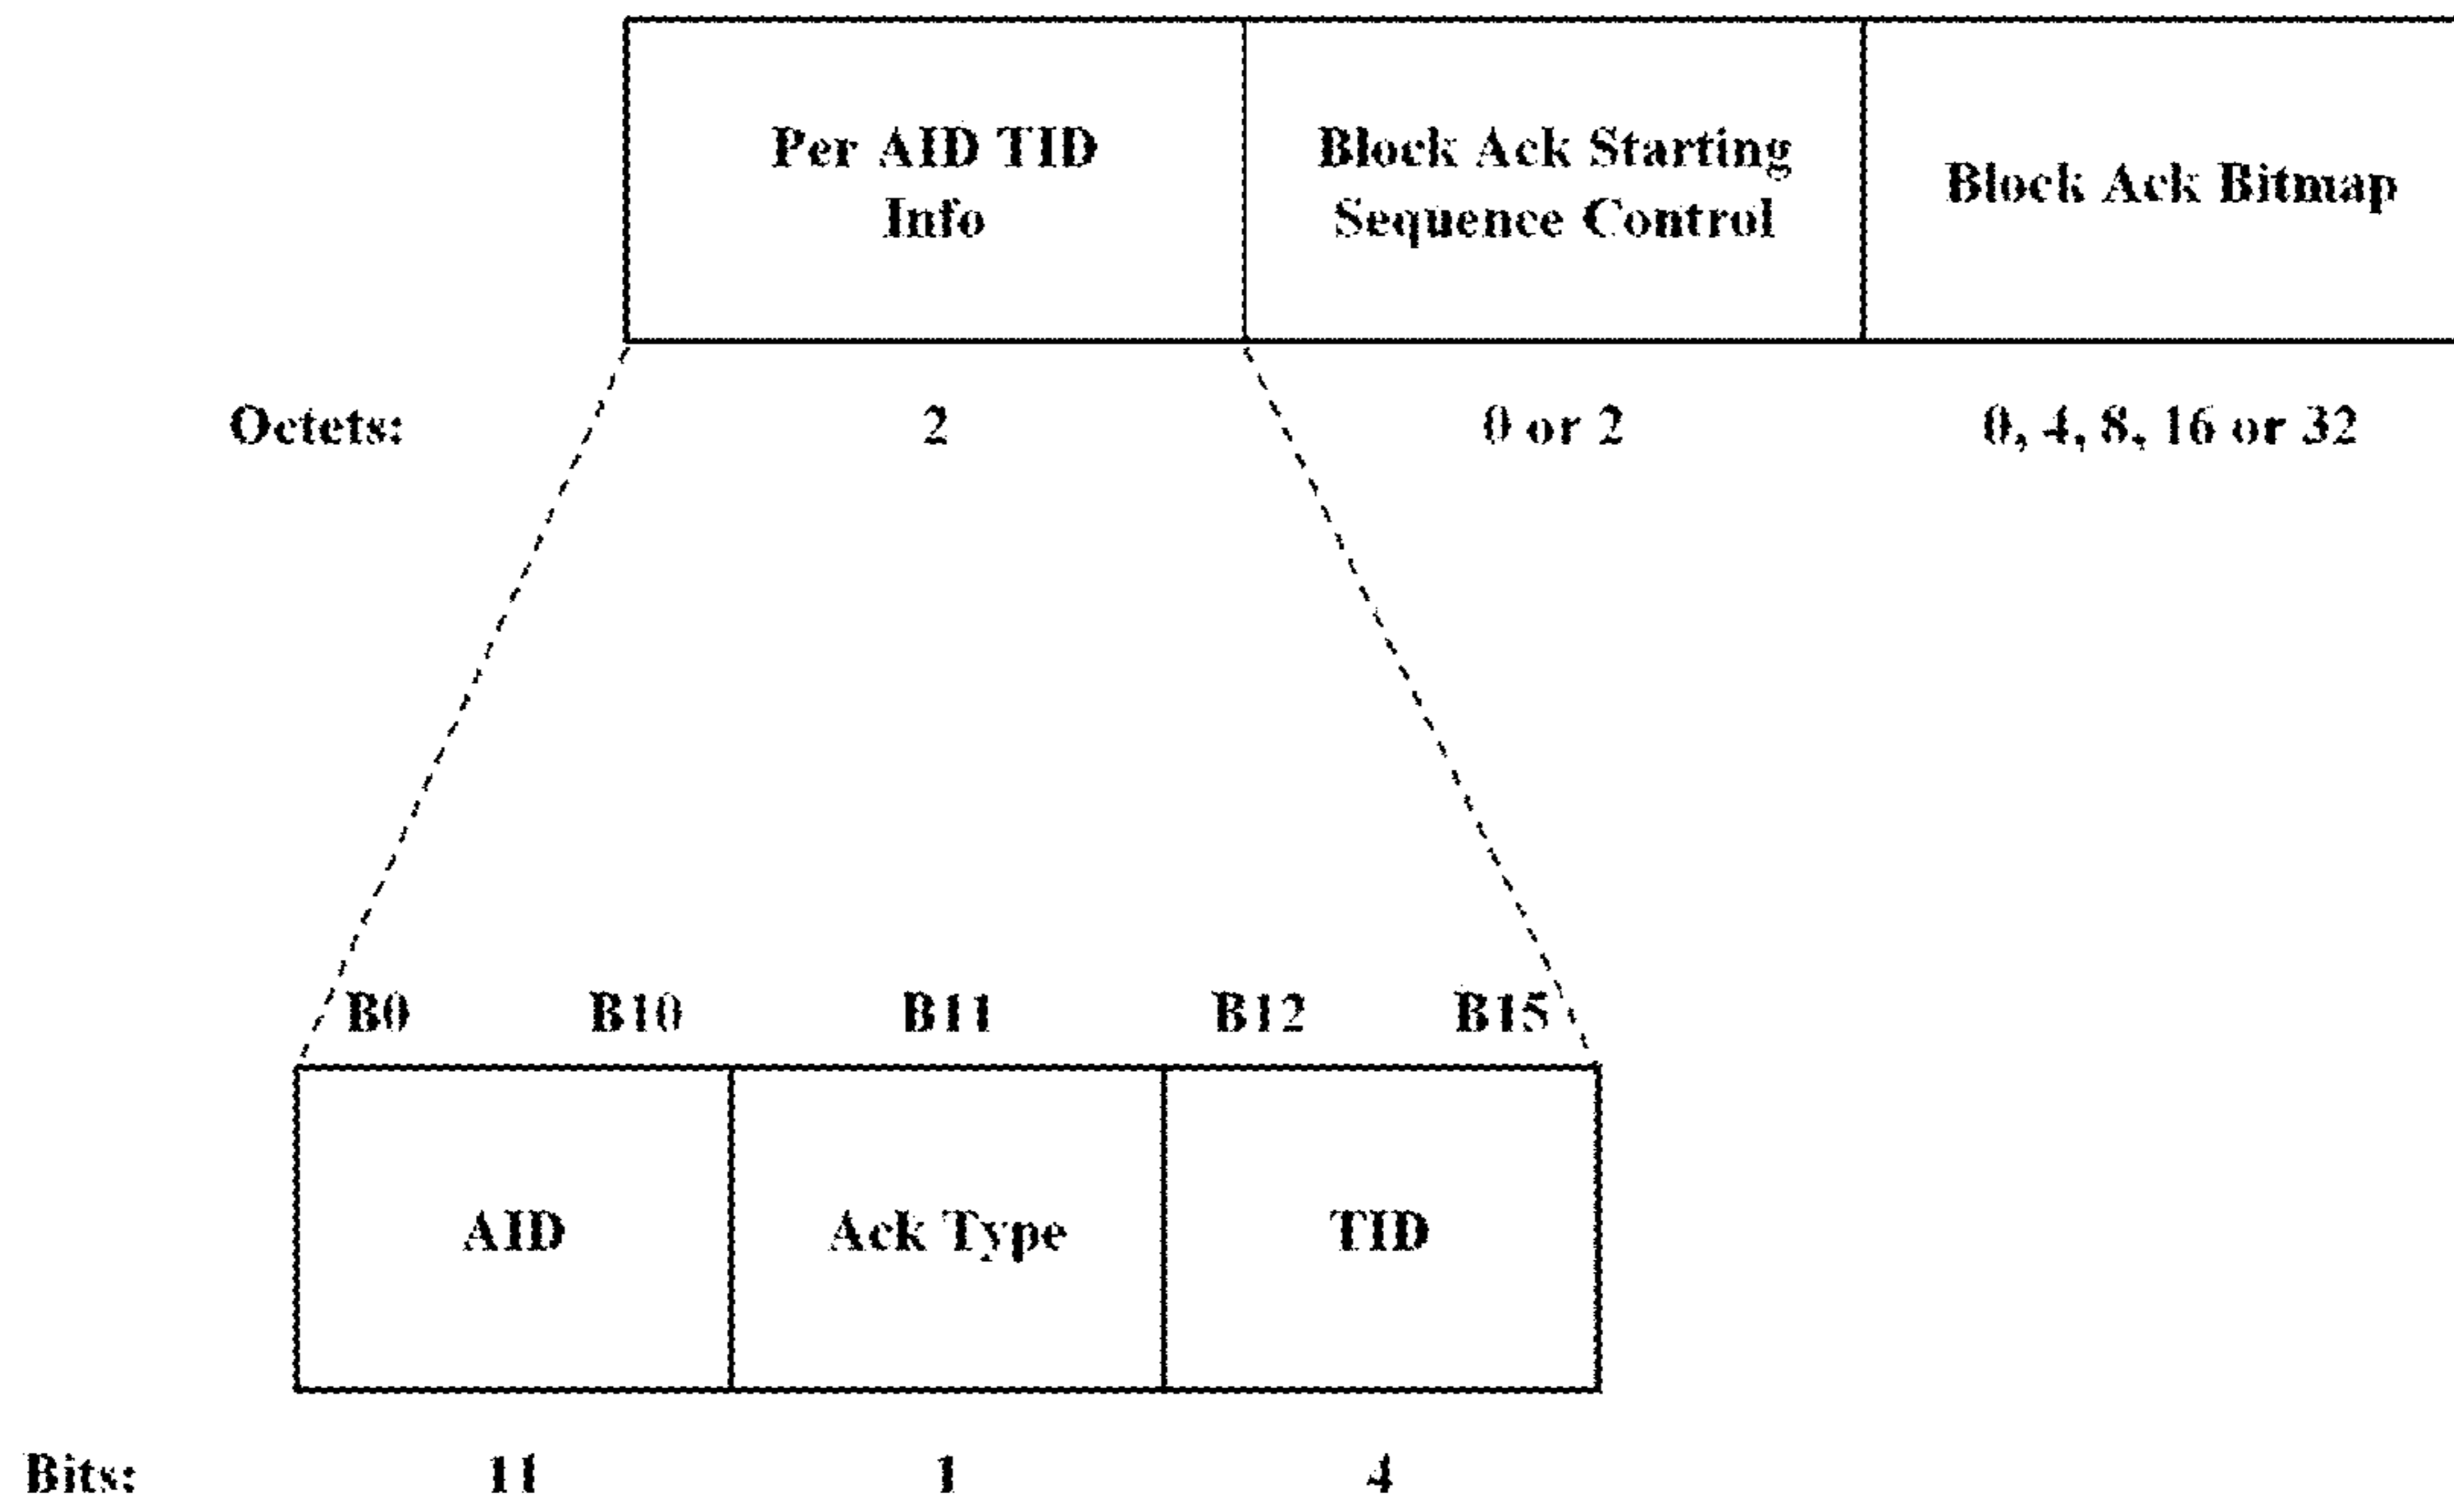 Per AID TID
Info
Block Ack Starting
Sequence Control
Block Ack Bitmap
Octets: 2 0 or 2 0, 4, 8, 16 or 32
B0 B10 B11 B12 B15
AID Ack Type TID
Bits: 11 1 4